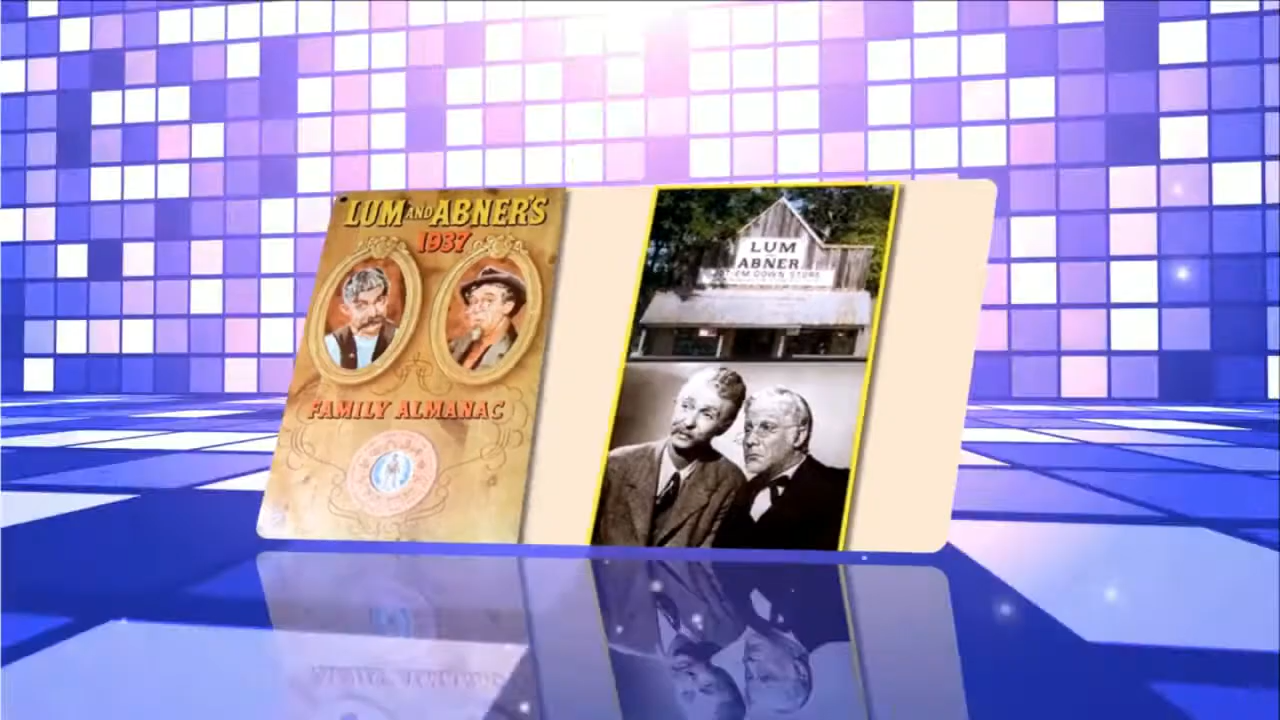 LUM AND ABNER'S
1937
FAMILY ALMANAC
LUM
ABNER
JOT 'EM DOWN STORE